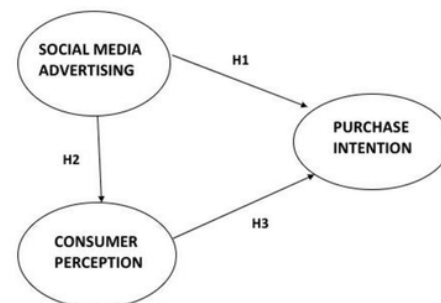 SOCIAL MEDIA
ADVERTISING
H1
PURCHASE
INTENTION
H2
H3
CONSUMER
PERCEPTION